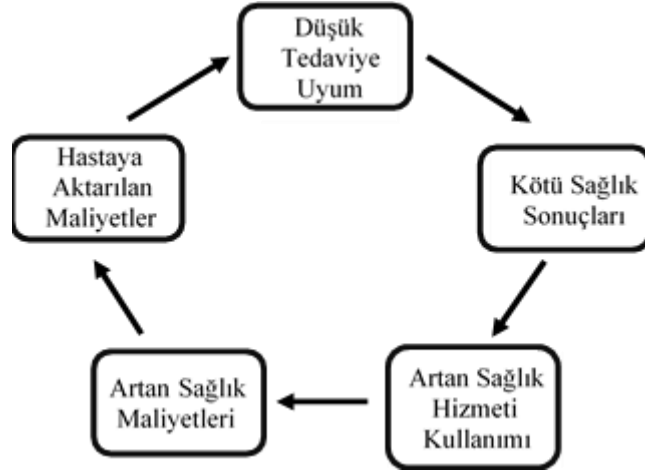 Düşük
Tedaviye
Uyum
Kötü Sağlık
Sonuçları
Artan Sağlık
Hizmeti
Kullanımı
Artan Sağlık
Maliyetleri
Hastaya
Aktarılan
Maliyetler